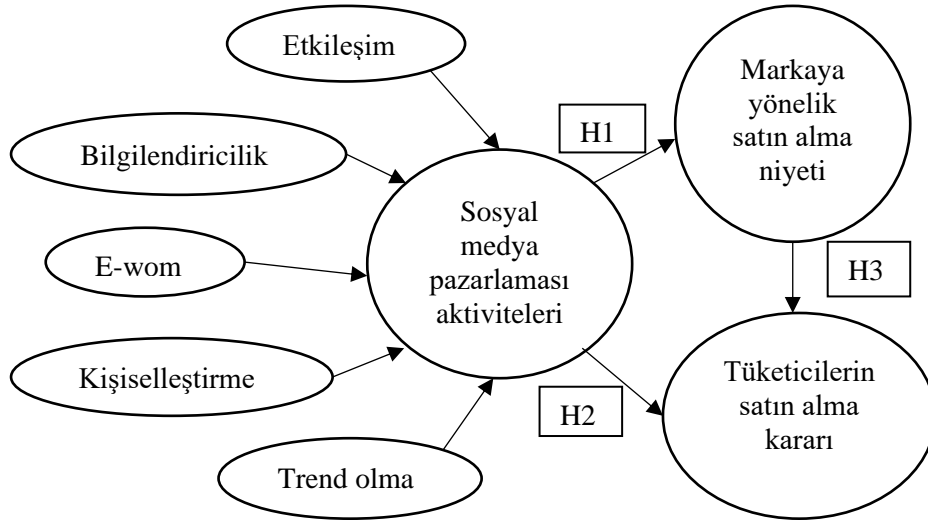 Etkileşim
Bilgilendiricilik
E-wom
Kişiselleştirme
Trend olma
Sosyal
medya
pazarlaması
aktiviteleri
H1
H2
Markaya
yönelik
satın alma
niyeti
H3
Tüketicilerin
satın alma
kararı